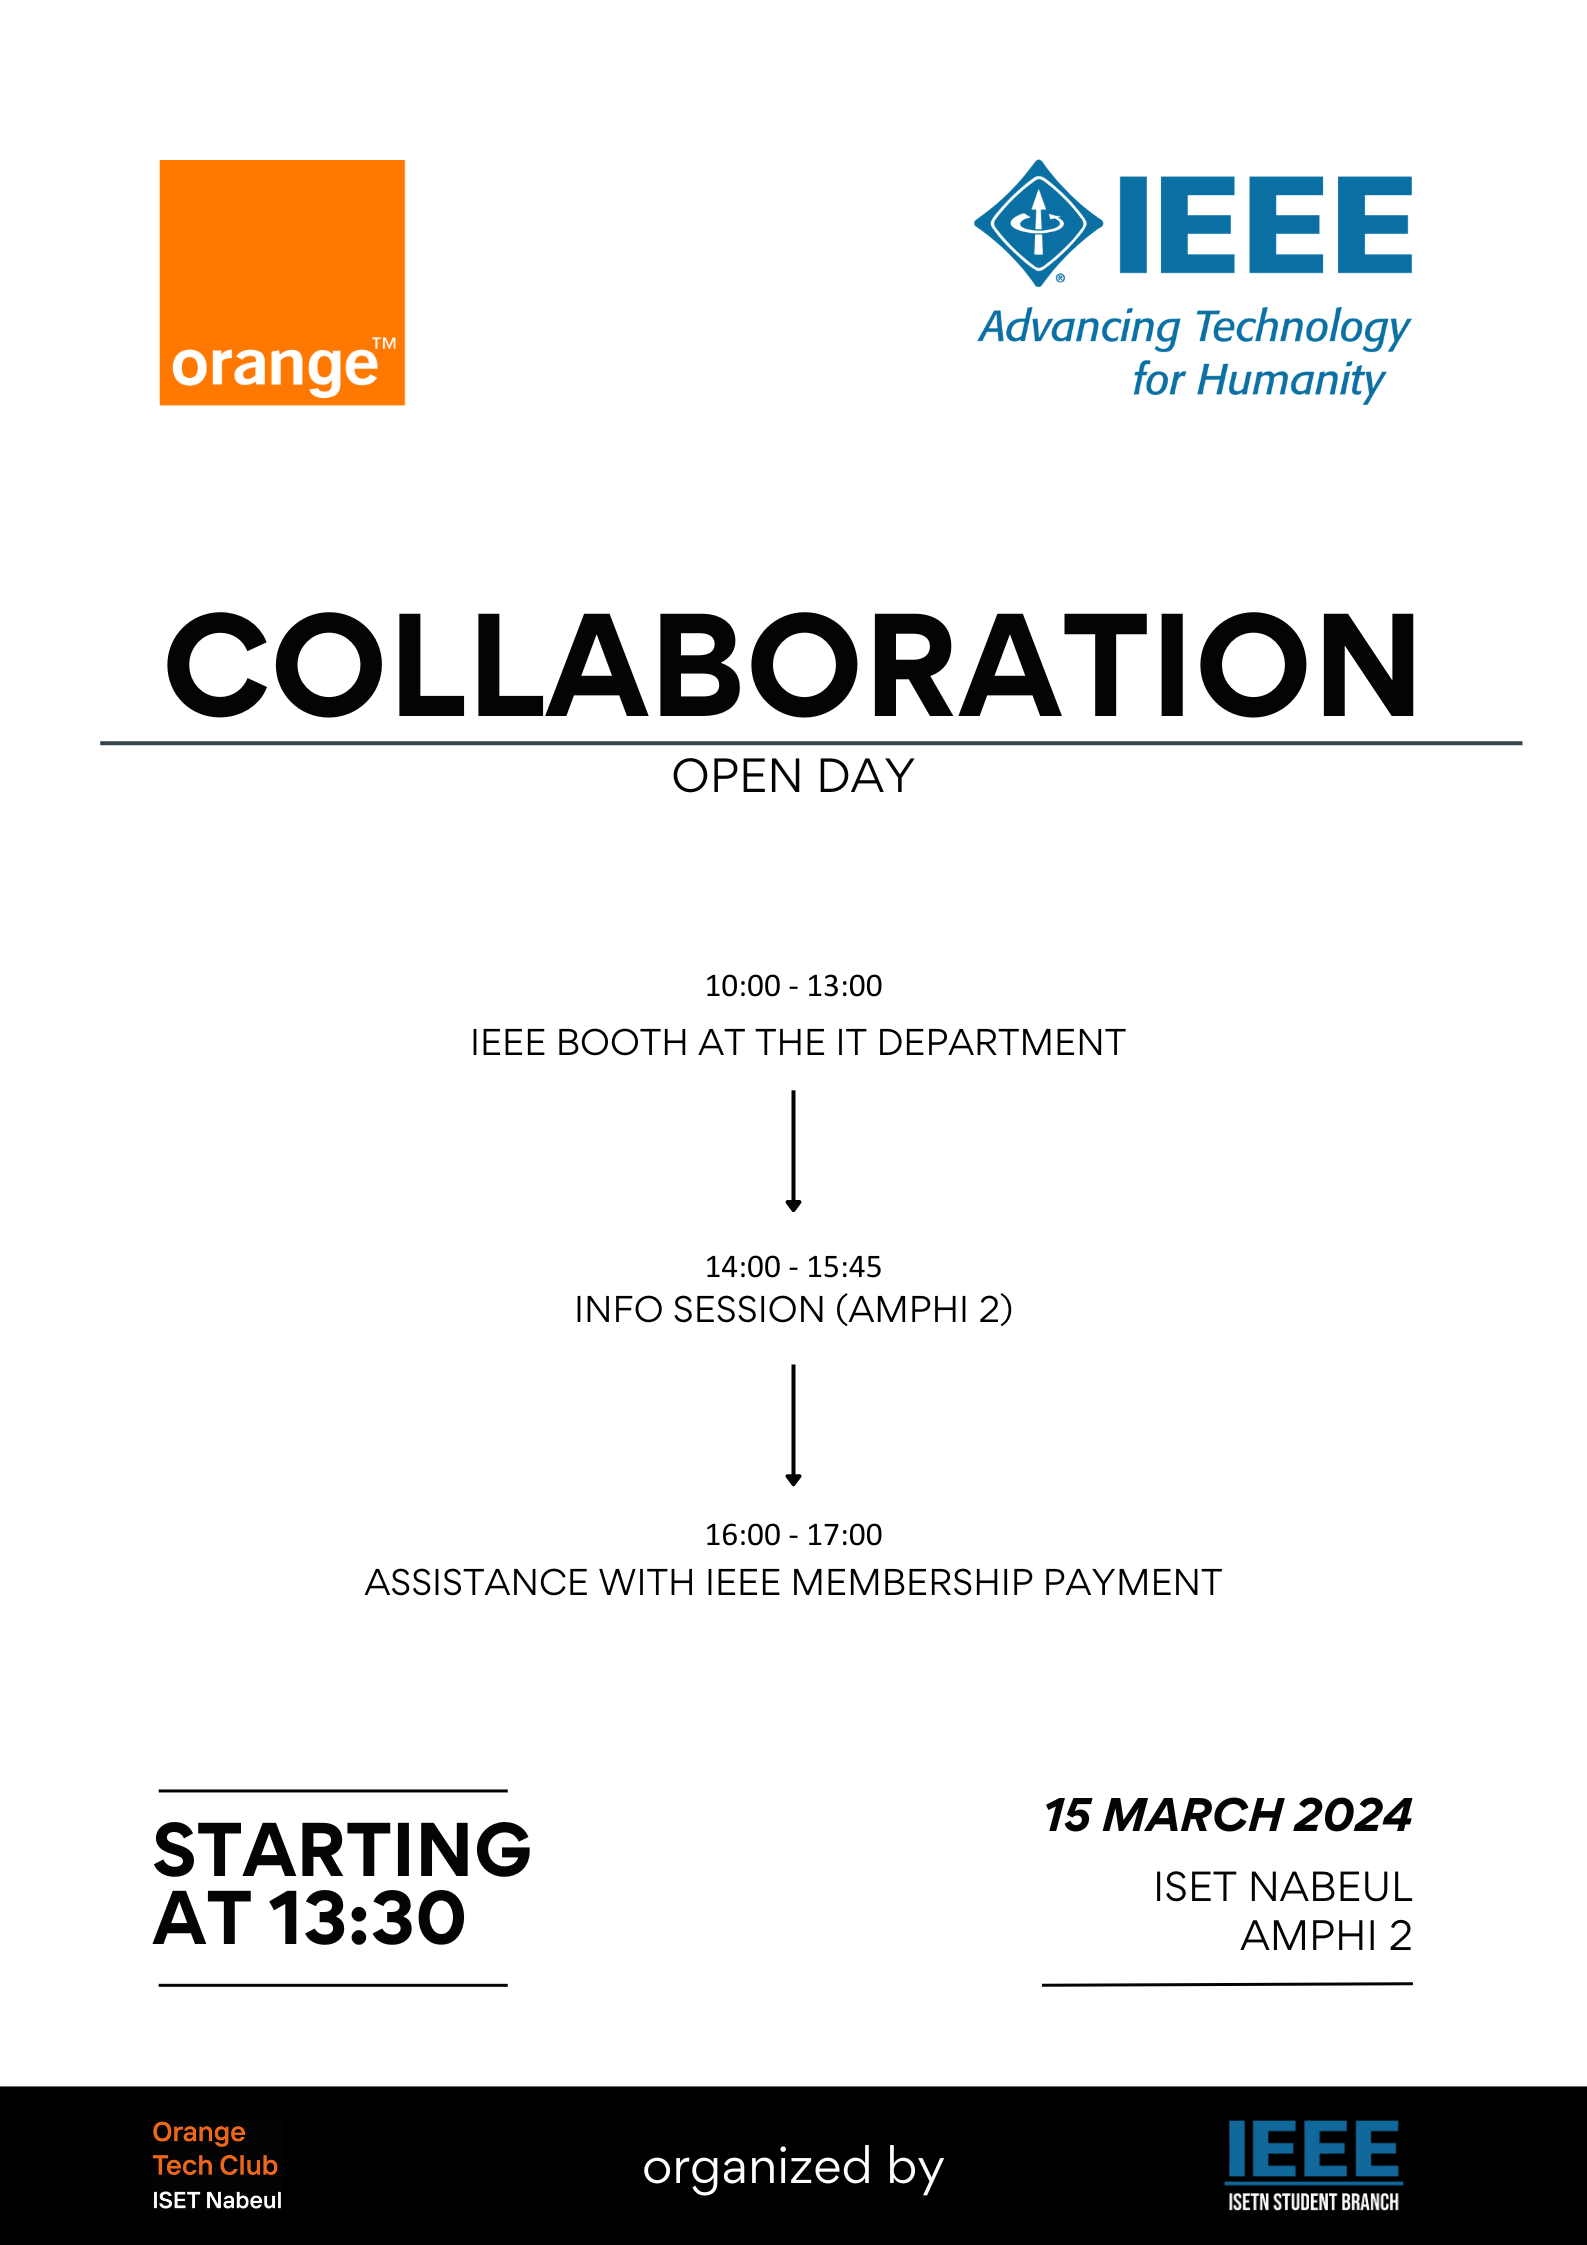 orange™
IEEE
®
Advancing Technology
for Humanity
COLLABORATION
OPEN DAY
10:00 - 13:00
IEEE BOOTH AT THE IT DEPARTMENT
14:00 - 15:45
INFO SESSION (AMPHI 2)
16:00 - 17:00
ASSISTANCE WITH IEEE MEMBERSHIP PAYMENT
STARTING
AT 13:30
15 MARCH 2024
ISET NABEUL
AMPHI 2
Orange
Tech Club
ISET Nabeul
organized by
IEEE
ISETN STUDENT BRANCH